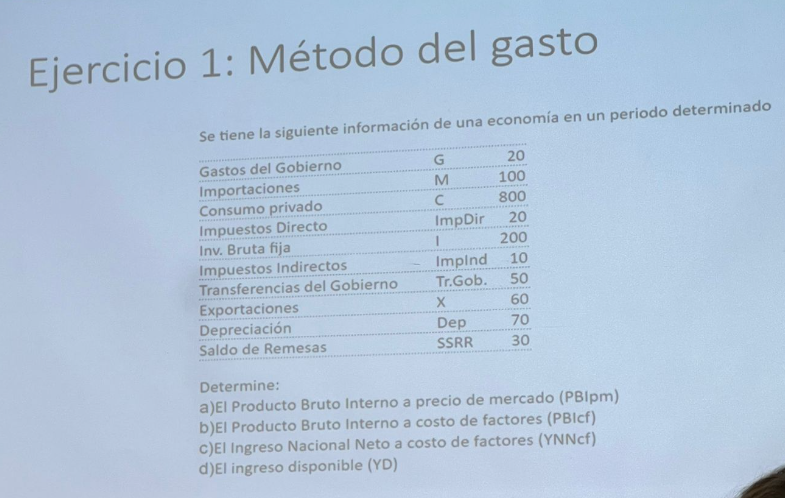 Ejercicio 1: Método del gasto
Se tiene la siguiente información de una economía en un periodo determinado
Gastos del Gobierno G 20
Importaciones M 100
Consumo privado C 800
Impuestos Directo ImpDir 20
Inv. Bruta fija I 200
Impuestos Indirectos ImpInd 10
Transferencias del Gobierno Tr.Gob. 50
Exportaciones X 60
Depreciación Dep 70
Saldo de Remesas SSRR 30
Determine:
a)El Producto Bruto Interno a precio de mercado (PBIpm)
b)El Producto Bruto Interno a costo de factores (PBIcf)
c)El Ingreso Nacional Neto a costo de factores (YNNcf)
d)El ingreso disponible (YD)